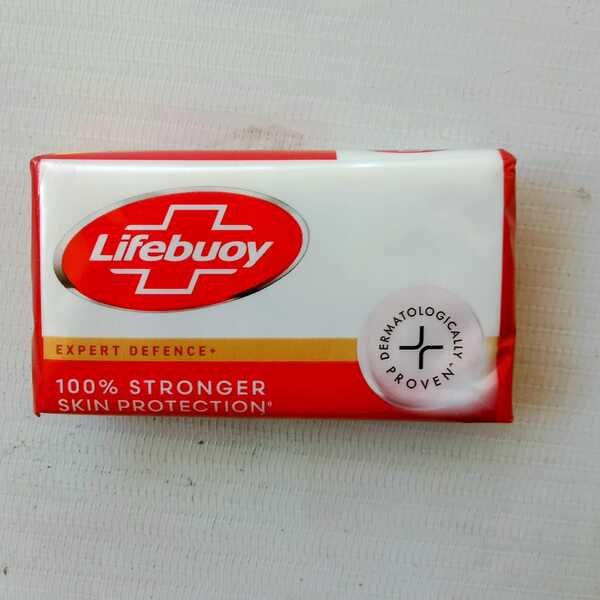 Lifebuoy
EXPERT DEFENCE+
100% STRONGER
SKIN PROTECTION
DERMATOLOGICALLY
PROVEN